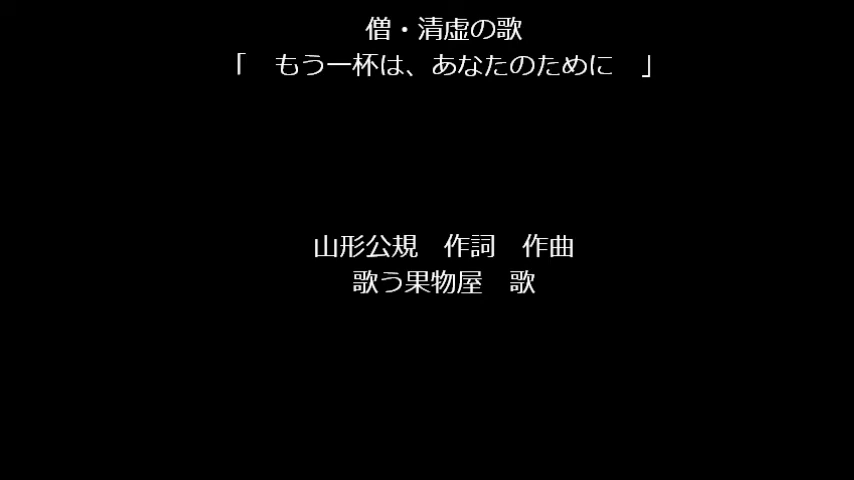 僧・清虚の歌
「　もう一杯は、あなたのために　」
山形公規　作詞　作曲
歌う果物屋　歌